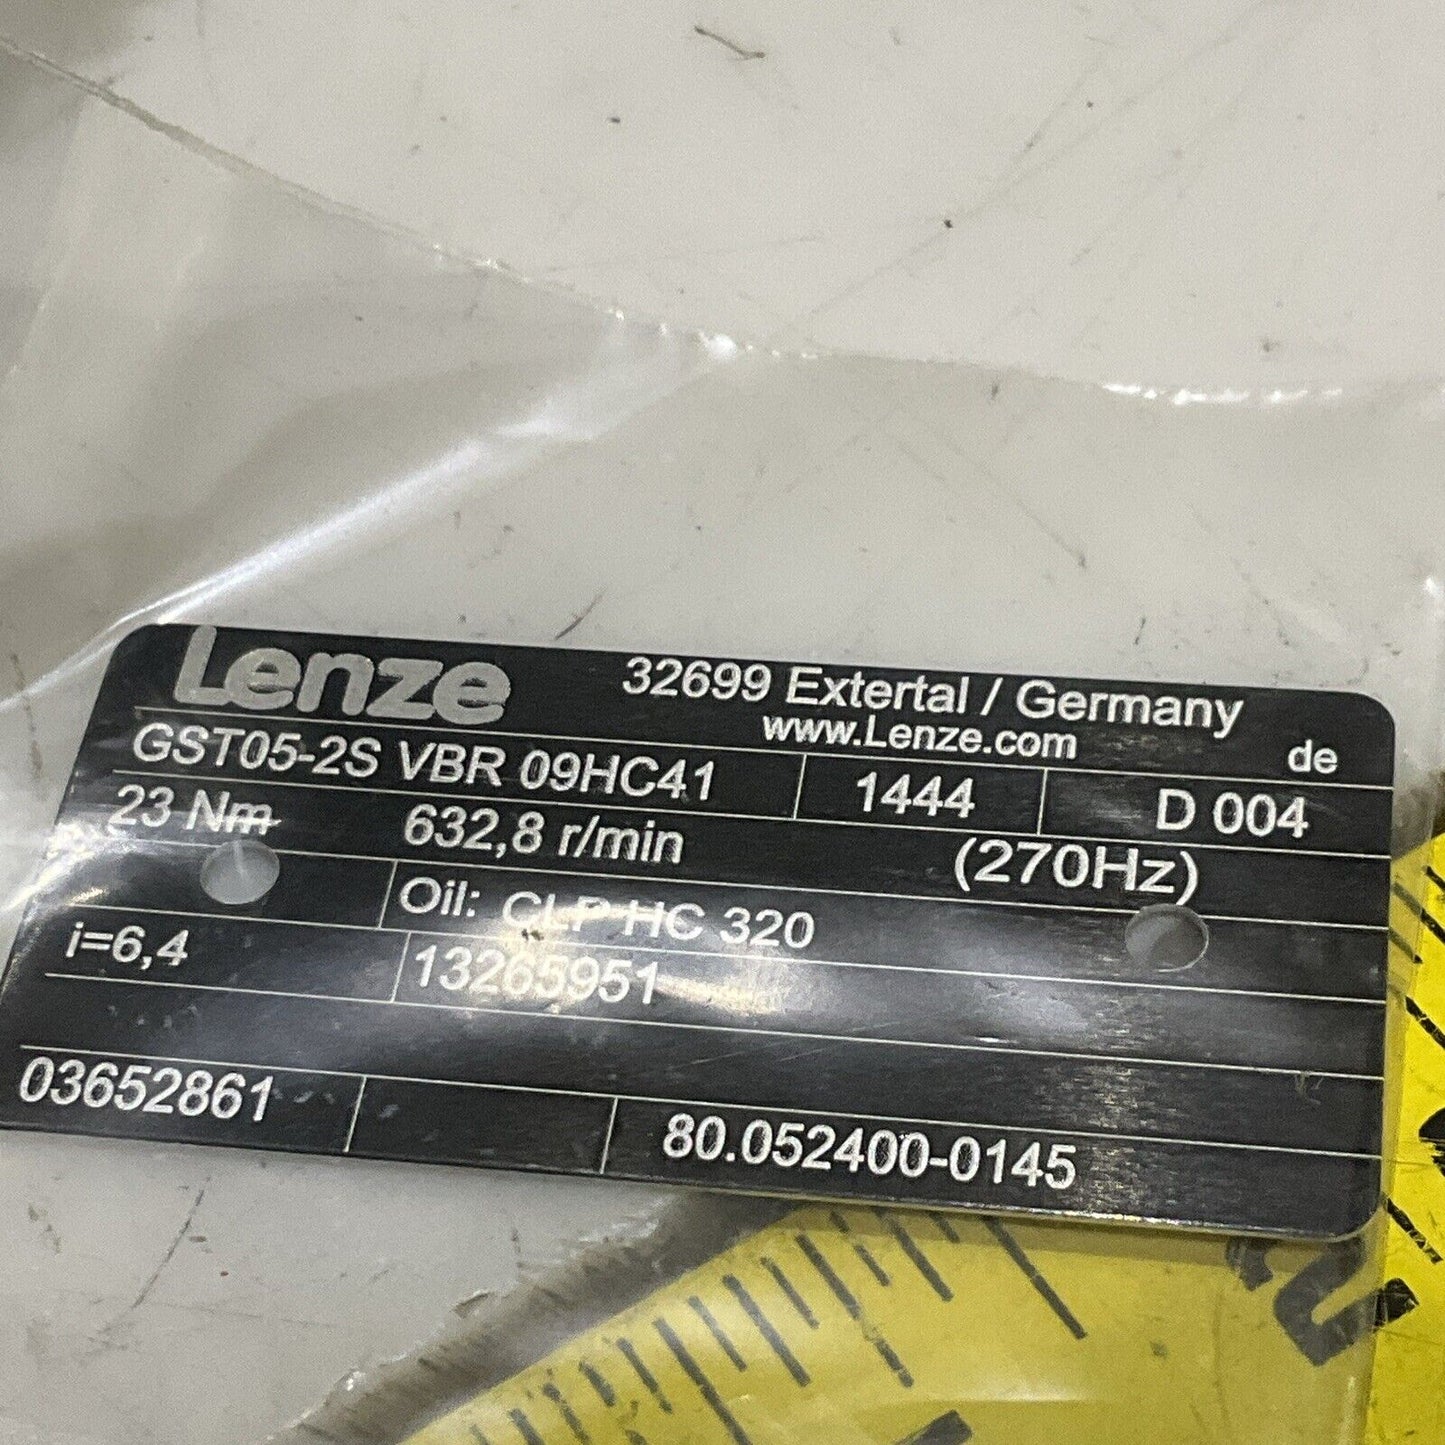 Lenze
32699 Extertal / Germany
www.Lenze.com
de
GST05-2S VBR 09HC41 1444 D 004
23 Nm 632,8 r/min (270Hz)
Oil: CLP HC 320
i=6,4 13265951
03652861 80.052400-0145
2